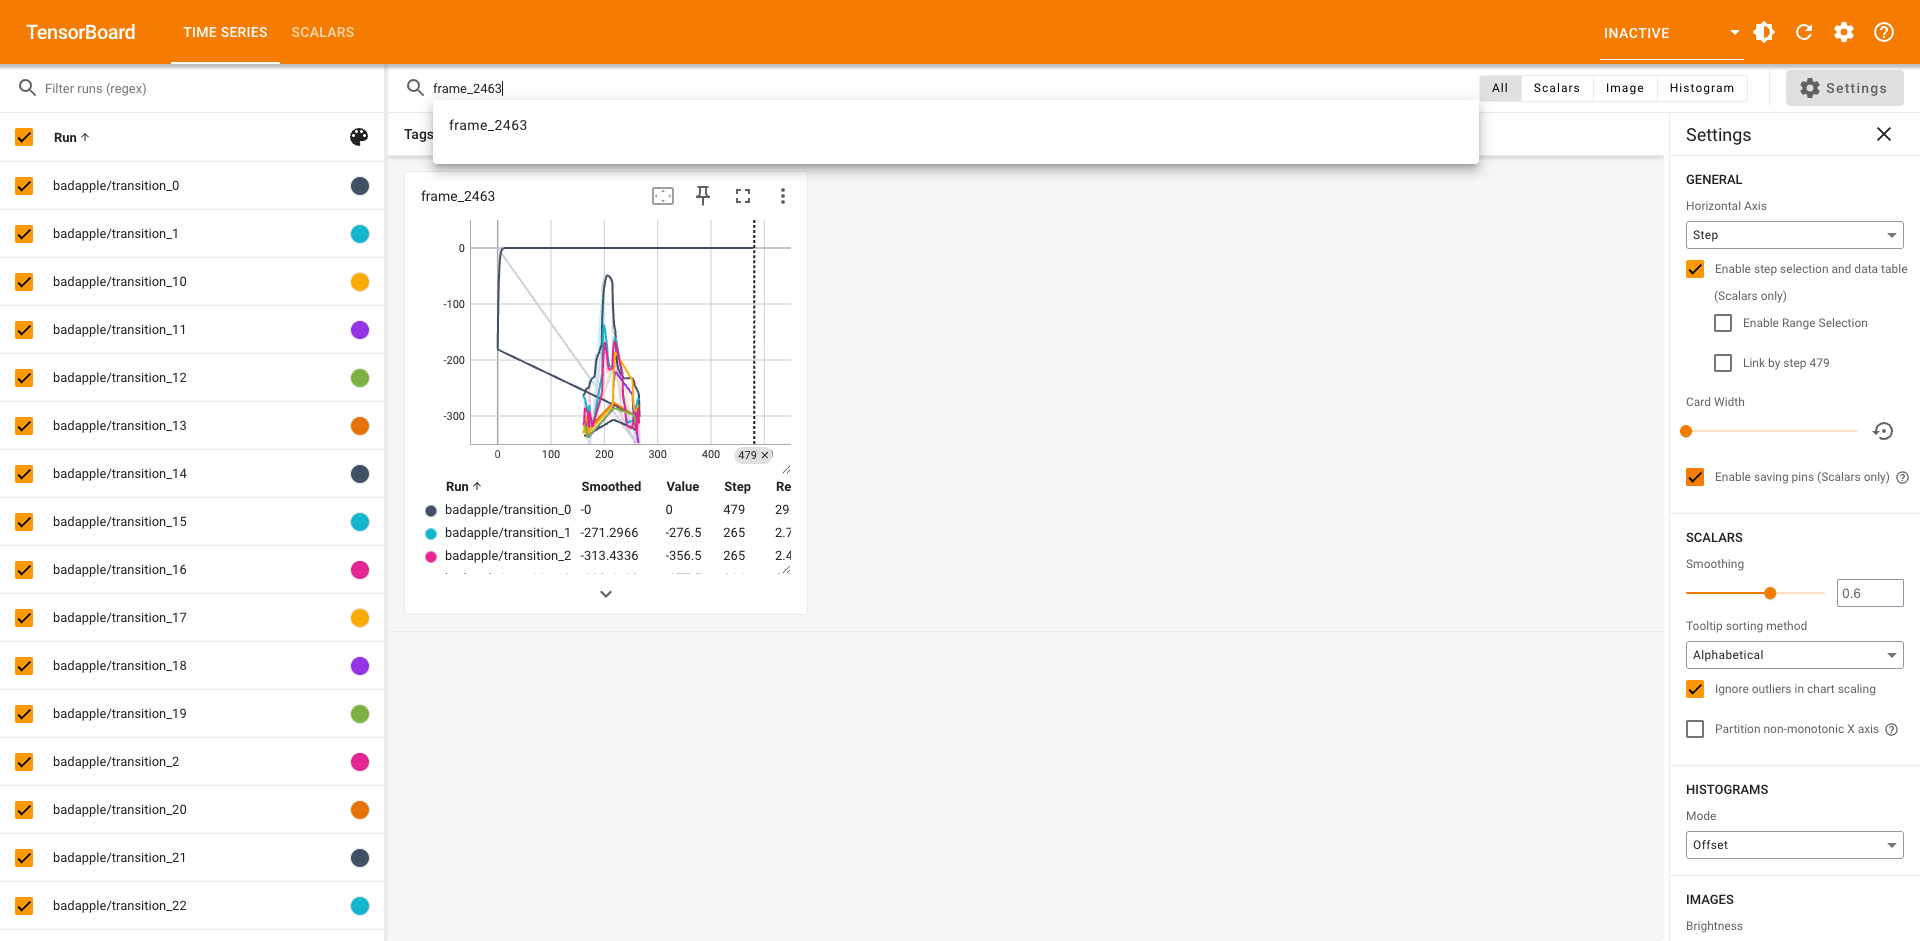 TensorBoard TIME SERIES SCALARS INACTIVE
Filter runs (regex)
frame_2463
All Scalars Image Histogram
Settings
frame_2463
Tags
Run
badapple/transition_0
badapple/transition_1
badapple/transition_10
badapple/transition_11
badapple/transition_12
badapple/transition_13
badapple/transition_14
badapple/transition_15
badapple/transition_16
badapple/transition_17
badapple/transition_18
badapple/transition_19
badapple/transition_2
badapple/transition_20
badapple/transition_21
badapple/transition_22
frame_2463
0
-100
-200
-300
0 100 200 300 400 479
Run Smoothed Value Step Re
badapple/transition_0 -0 0 479 29.
badapple/transition_1 -271.2966 -276.5 265 2.7
badapple/transition_2 -313.4336 -356.5 265 2.4
Settings
GENERAL
Horizontal Axis
Step
Enable step selection and data table
(Scalars only)
Enable Range Selection
Link by step 479
Card Width
Enable saving pins (Scalars only)
SCALARS
Smoothing
0.6
Tooltip sorting method
Alphabetical
Ignore outliers in chart scaling
Partition non-monotonic X axis
HISTOGRAMS
Mode
Offset
IMAGES
Brightness